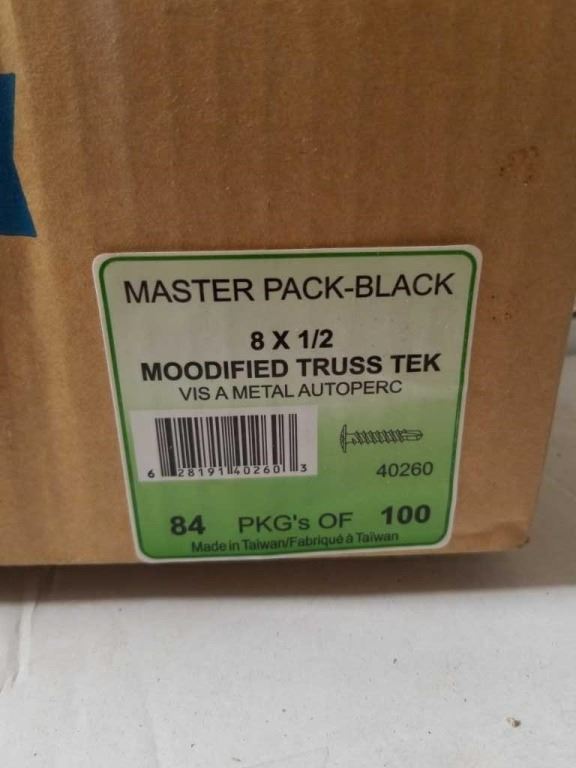 MASTER PACK-BLACK
8 X 1/2
MOODIFIED TRUSS TEK
VIS A METAL AUTOPERC
6 28191 40260 3
40260
84 PKG's OF 100
Made in Taiwan/Fabriqué à Taïwan